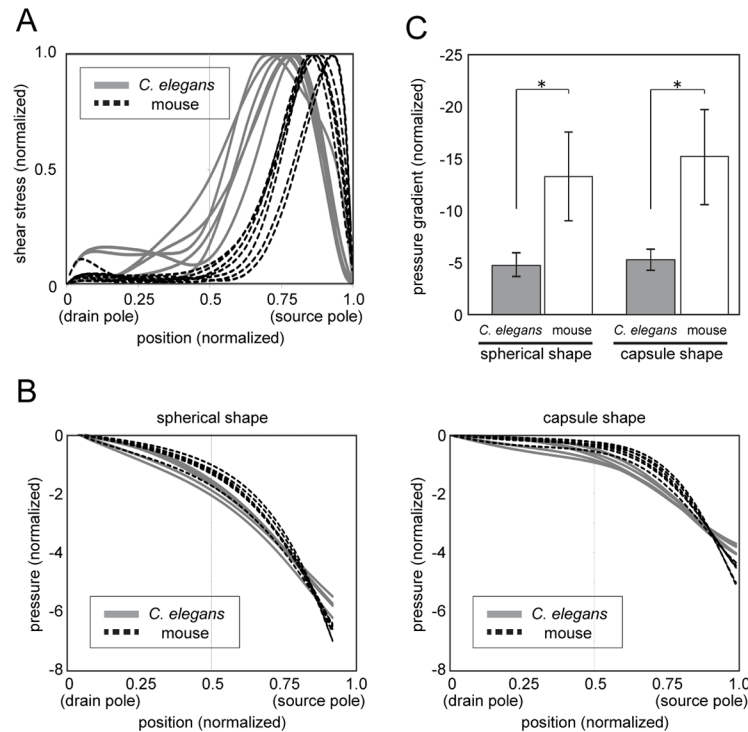 A
shear stress (normalized)
1.0
0.5
0
C. elegans
mouse
0 0.25 0.5 0.75 1.0
(drain pole) (source pole)
position (normalized)
C
pressure gradient (normalized)
-25
-20
-15
-10
-5
0
* *
C. elegans mouse C. elegans mouse
spherical shape capsule shape
B
spherical shape
pressure (normalized)
0
-2
-4
-6
-8
C. elegans
mouse
0 0.5 0.75 1.0
(drain pole) (source pole)
position (normalized)
capsule shape
pressure (normalized)
0
-2
-4
-6
-8
C. elegans
mouse
0 0.5 0.75 1.0
(drain pole) (source pole)
position (normalized)